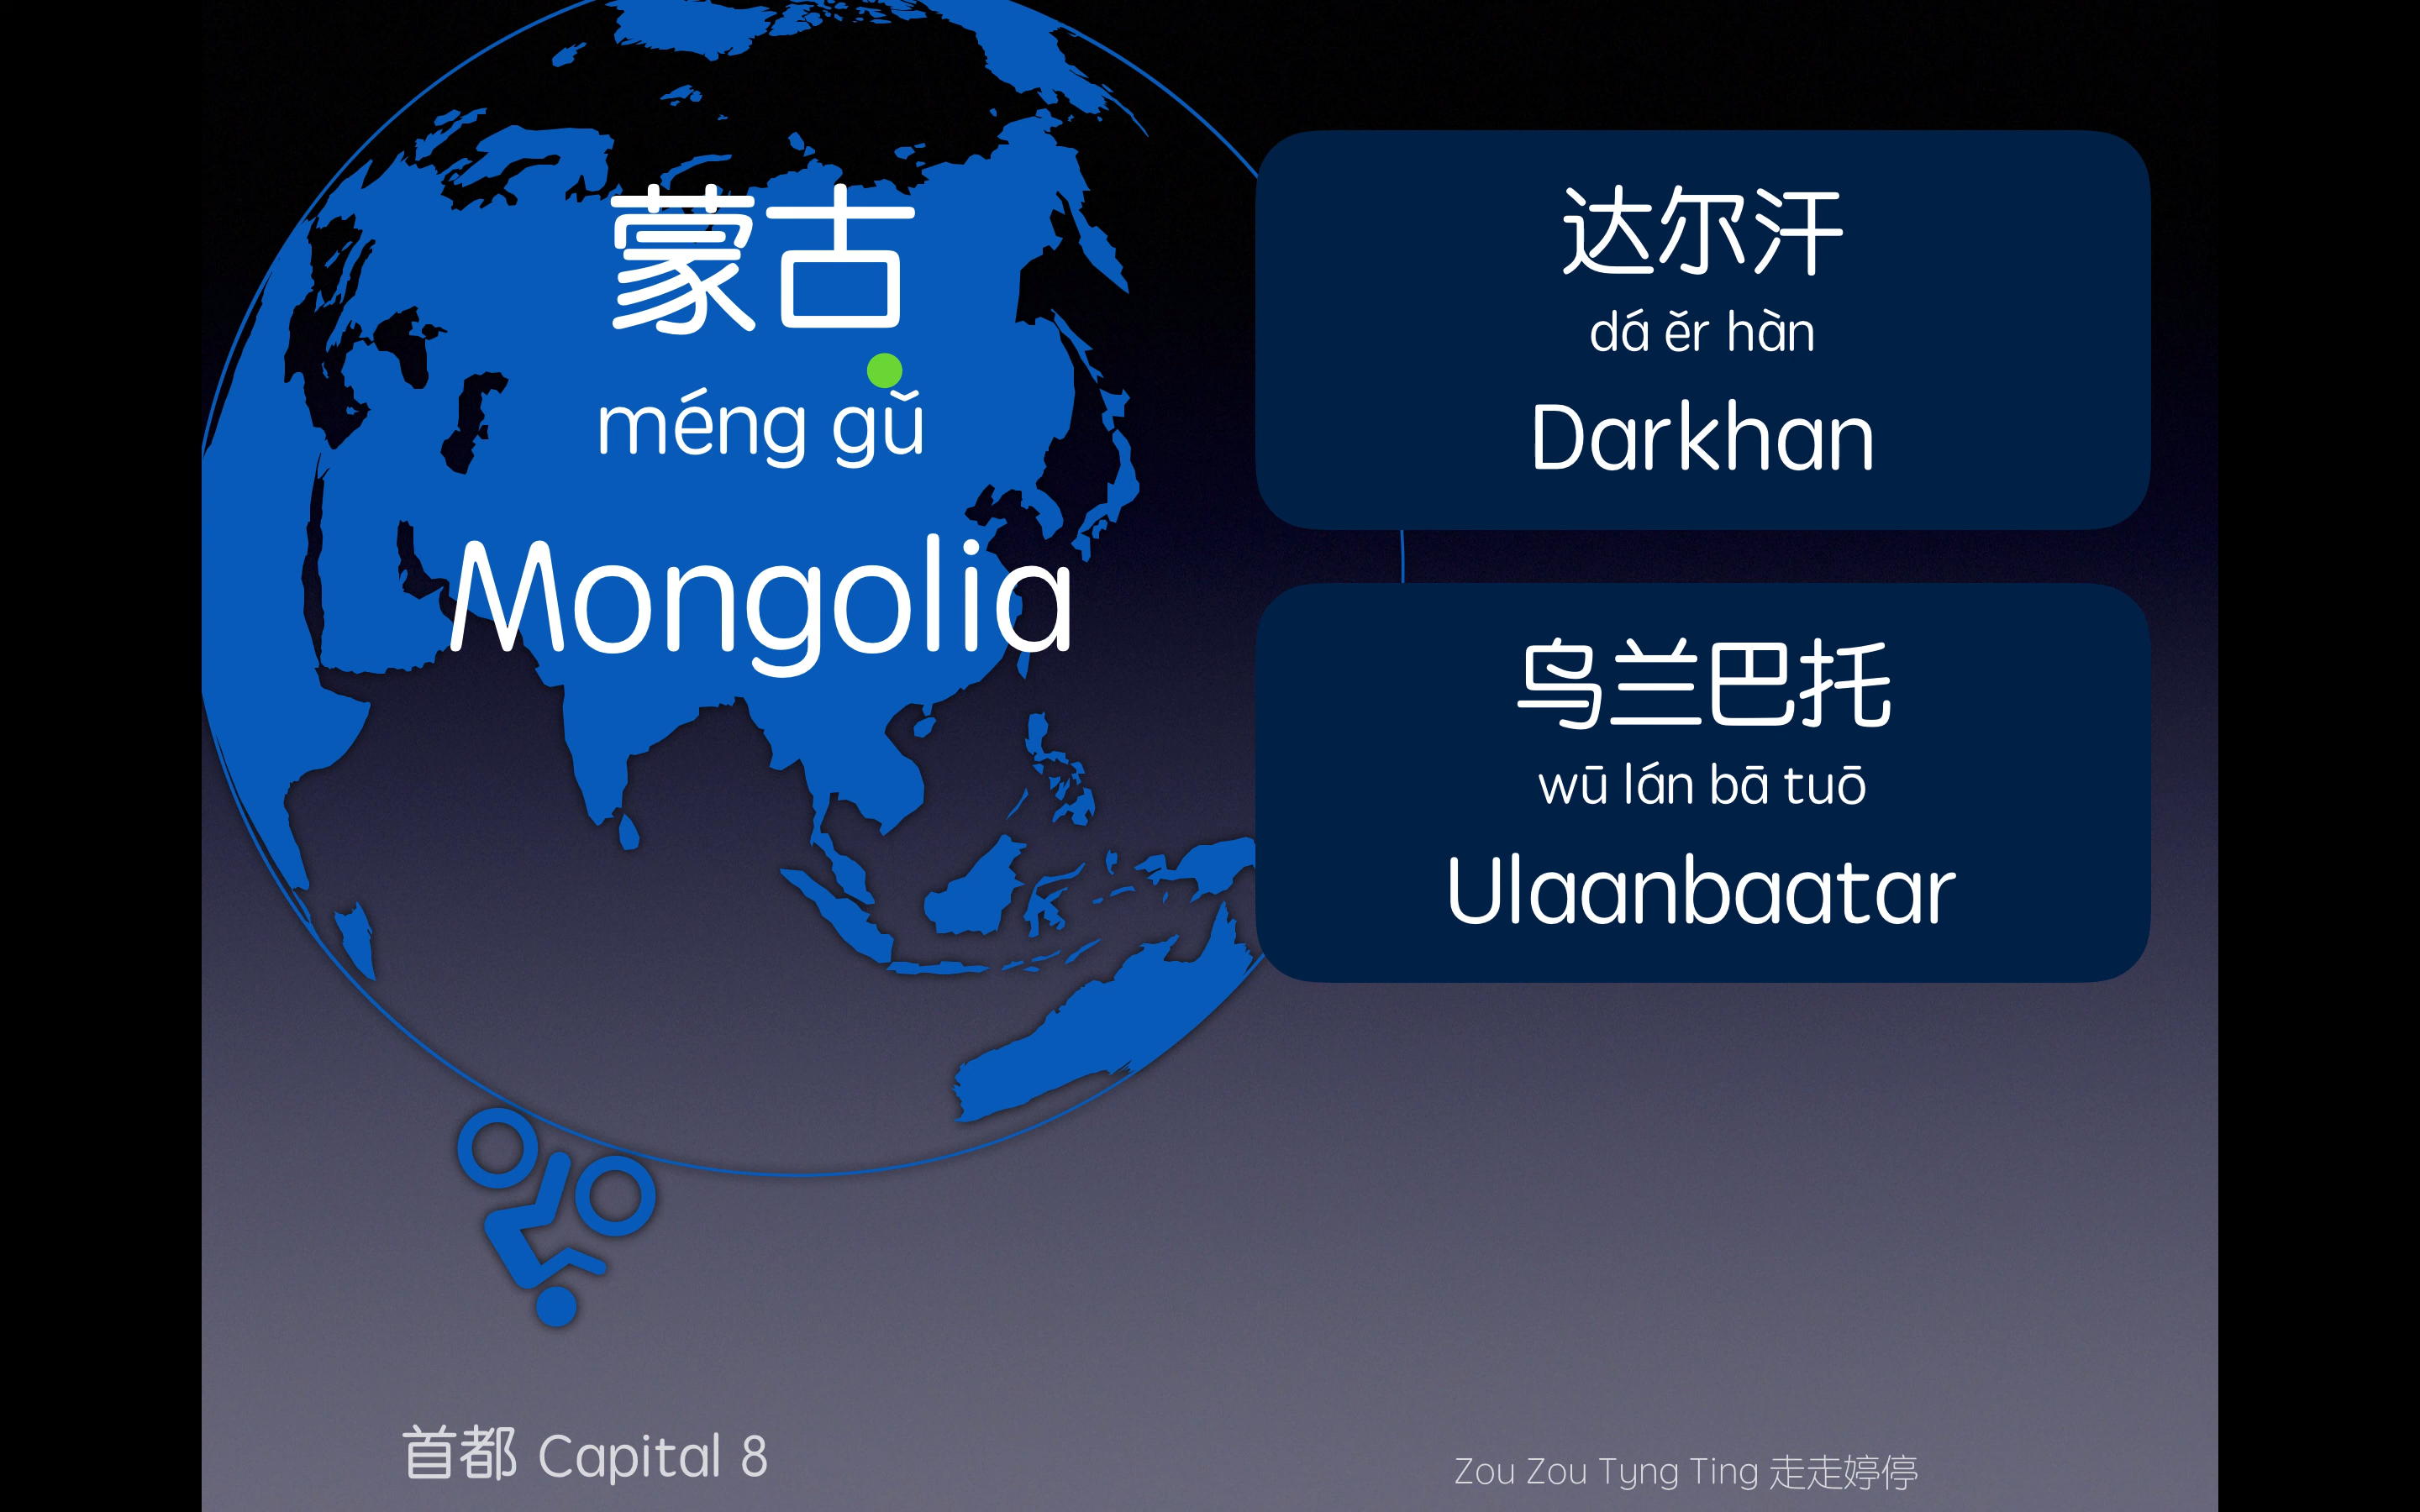 蒙古
méng gǔ
Mongolia
达尔汗
dá ěr hàn
Darkhan
乌兰巴托
wū lán bā tuō
Ulaanbaatar
首都 Capital 8
Zou Zou Tyng Ting 走走婷停